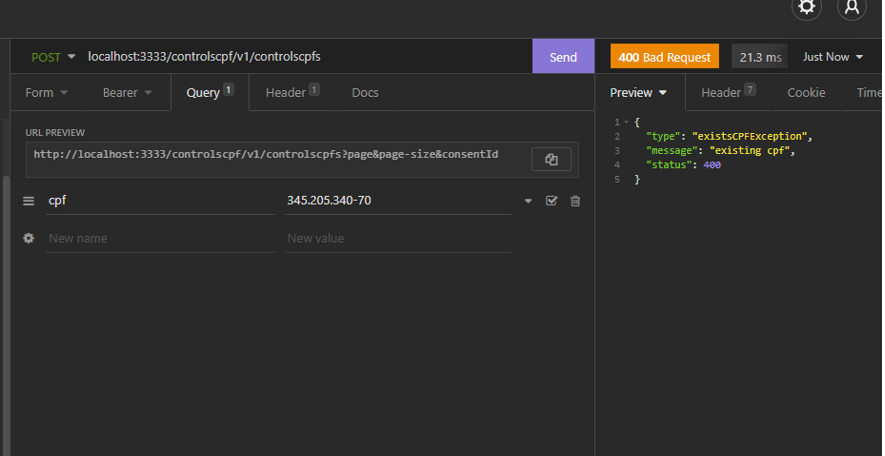 POST localhost:3333/controlscpf/v1/controlscpfs Send
400 Bad Request 21.3 ms Just Now
Form Bearer Query 1 Header 1 Docs
Preview Header 7 Cookie Time
URL PREVIEW
http://localhost:3333/controlscpf/v1/controlscpfs?page&page-size&consentId
cpf 345.205.340-70
New name New value
1 {
2 "type": "existsCPFException",
3 "message": "existing cpf",
4 "status": 400
5 }